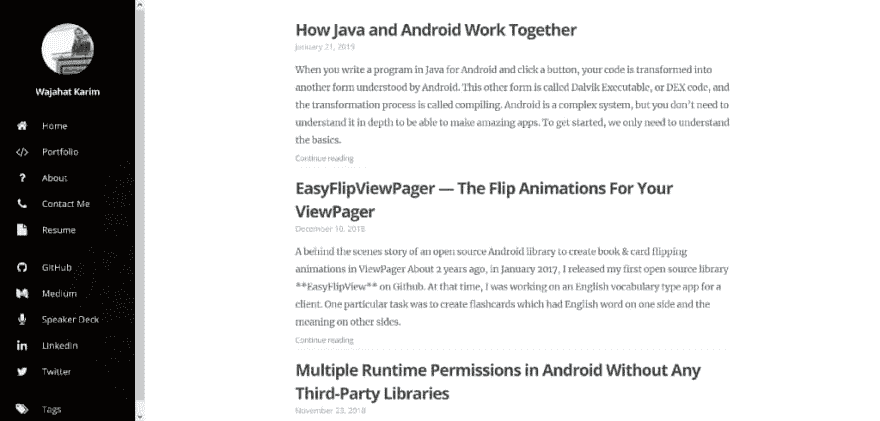 Wajahat Karim
Home
Portfolio
About
Contact Me
Resume
GitHub
Medium
Speaker Deck
Linkedin
Twitter
Tags
How Java and Android Work Together
January 21, 2019
When you write a program in Java for Android and click a button, your code is transformed into
another form understood by Android. This other form is called Dalvik Executable, or DEX code, and
the transformation process is called compiling. Android is a complex system, but you don’t need to
understand it in depth to be able to make amazing apps. To get started, we only need to understand
the basics.
Continue reading
EasyFlipViewPager — The Flip Animations For Your
ViewPager
December 10, 2018
A behind the scenes story of an open source Android library to create book & card flipping
animations in ViewPager About 2 years ago, in January 2017, I released my first open source library
**EasyFlipView** on Github. At that time, I was working on an English vocabulary type app for a
client. One particular task was to create flashcards which had English word on one side and the
meaning on other sides.
Continue reading
Multiple Runtime Permissions in Android Without Any
Third-Party Libraries
November 23, 2018